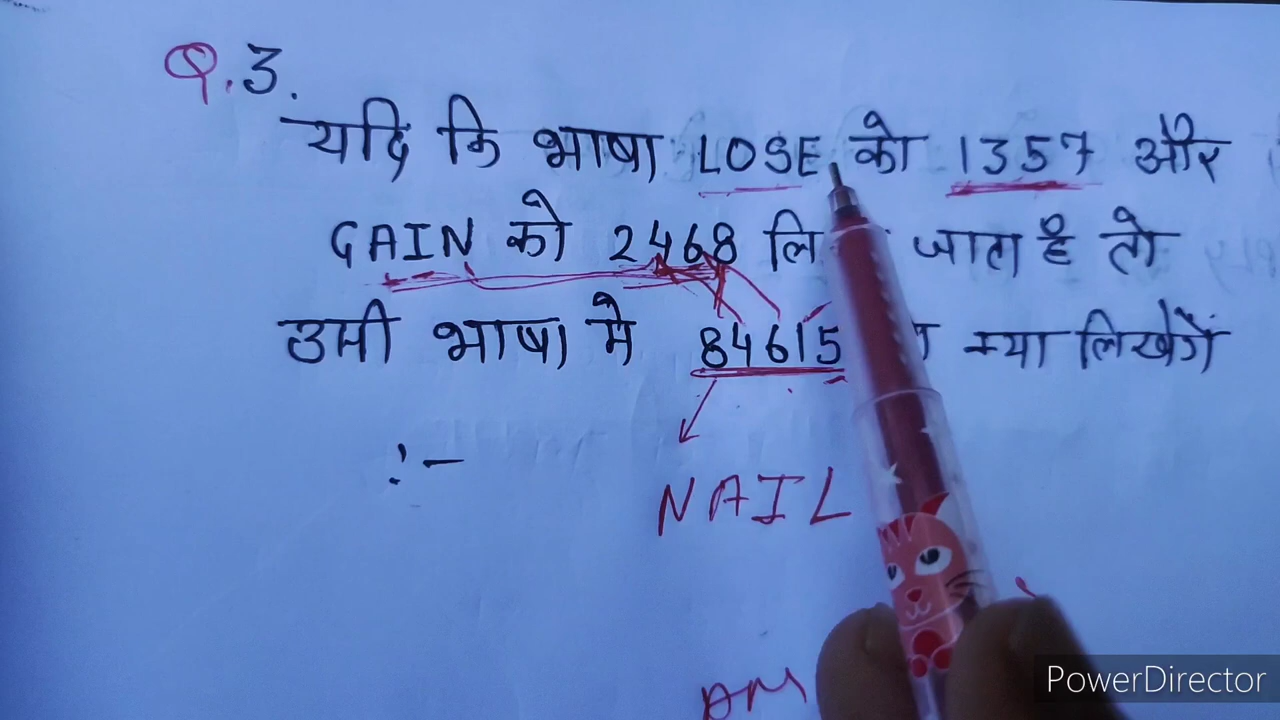 Q.3.
यदि कि भाषा LOSE को 1357 और
GAIN को 2468 जाता है तो
उसी भाषा मे 84615 क्या लिखेगें
:-
NAIL
PowerDirector